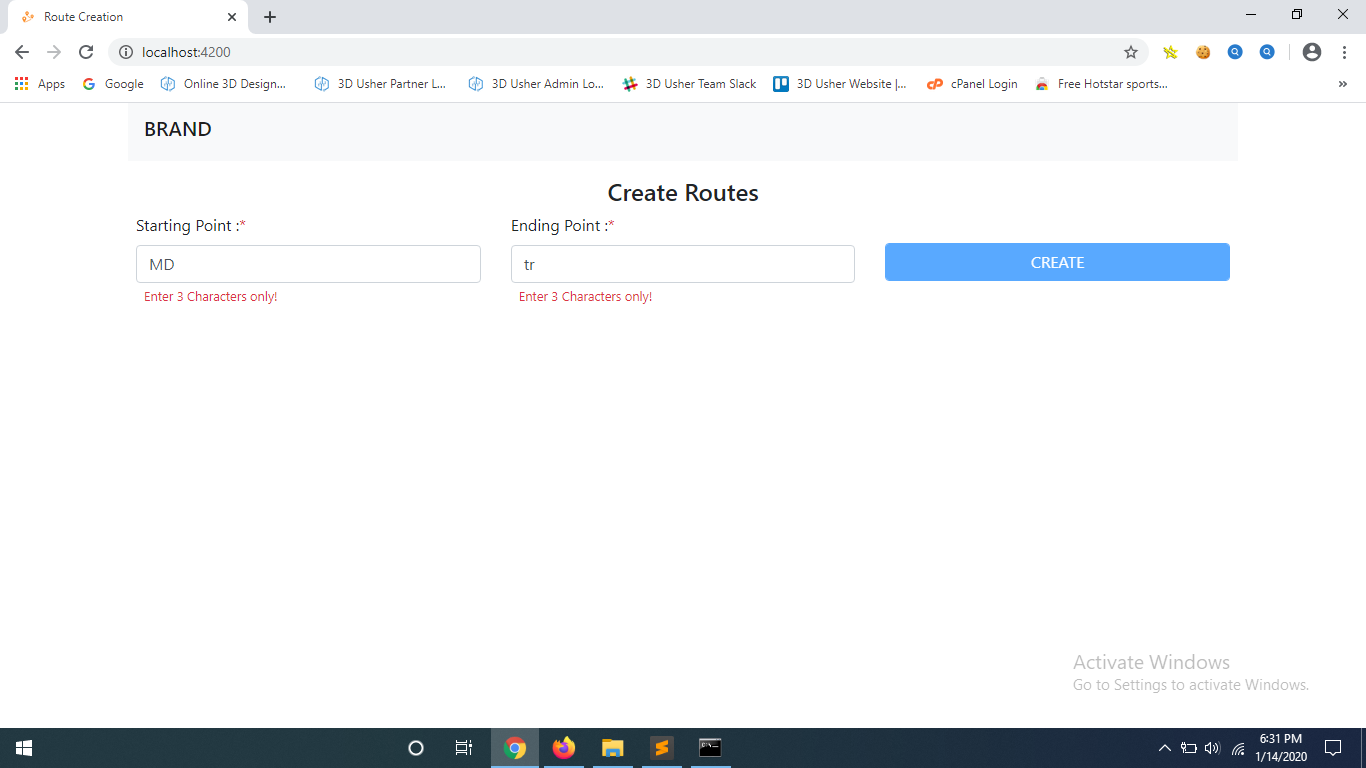 Route Creation
localhost:4200
Apps Google Online 3D Design... 3D Usher Partner L... 3D Usher Admin Lo... 3D Usher Team Slack 3D Usher Website |... cPanel Login Free Hotstar sports... »
BRAND
Create Routes
Starting Point :* Ending Point :*
MD tr CREATE
Enter 3 Characters only! Enter 3 Characters only!
Activate Windows
Go to Settings to activate Windows.
6:31 PM
1/14/2020